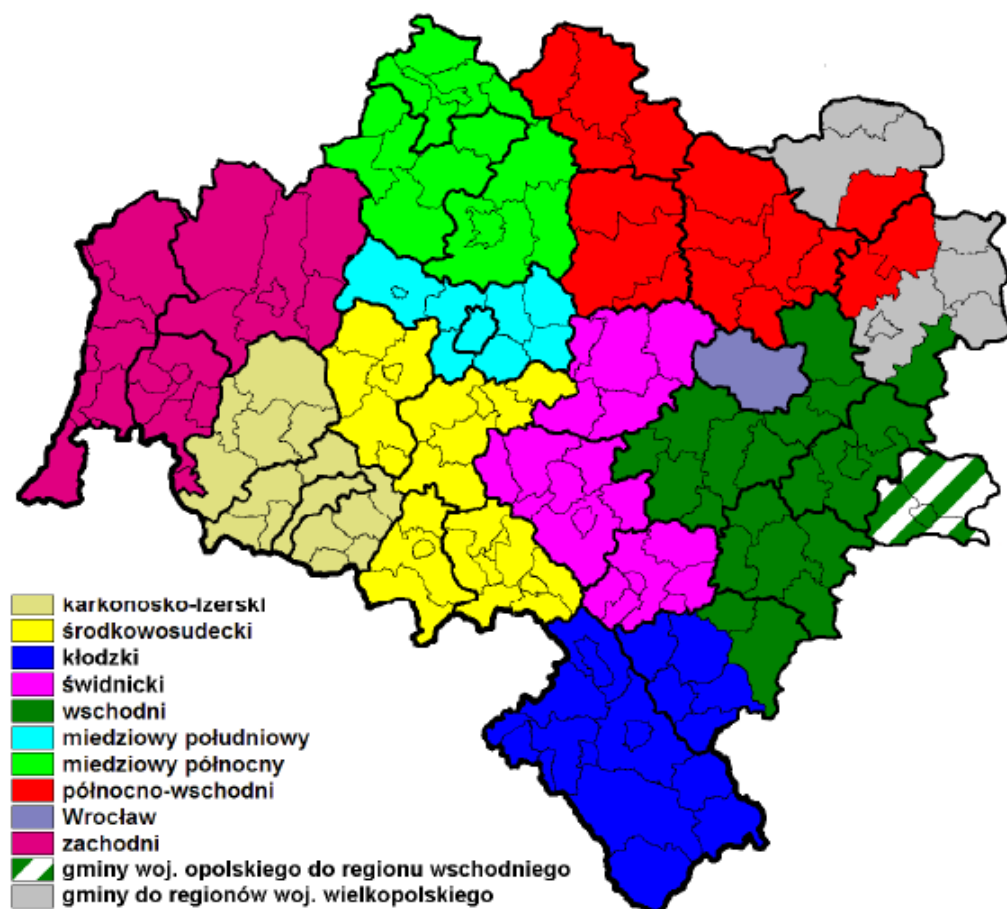 karkonosko-izerski
środkowosudecki
kłodzki
świdnicki
wschodni
miedziowy południowy
miedziowy północny
północno-wschodni
Wrocław
zachodni
gminy woj. opolskiego do regionu wschodniego
gminy do regionów woj. wielkopolskiego